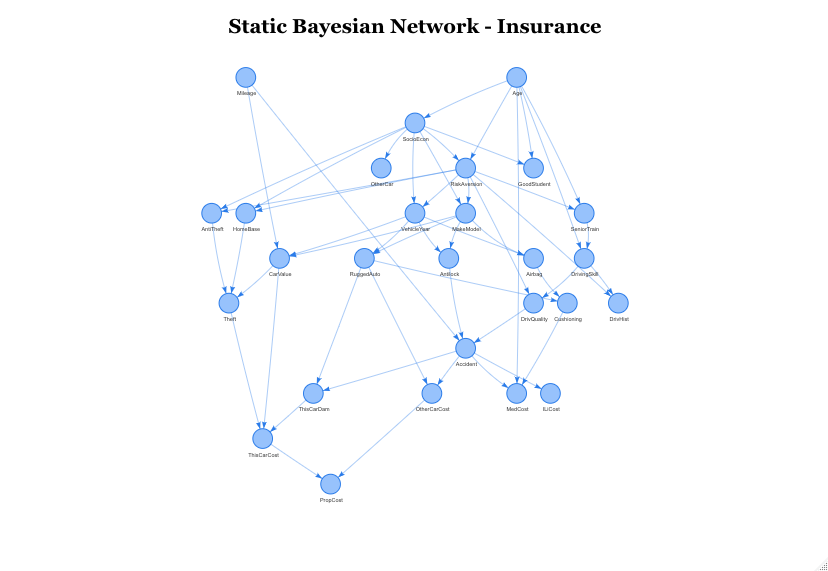 Static Bayesian Network - Insurance
Mileage
Age
SocioEcon
OtherCar
RiskAversion
GoodStudent
AntiTheft
HomeBase
VehicleYear
MakeModel
SeniorTrain
CarValue
RuggedAuto
Antilock
Airbag
DrivingSkill
Theft
DrivQuality
Cushioning
DrivHist
Accident
ThisCarDam
OtherCarCost
MedCost
ILiCost
ThisCarCost
PropCost